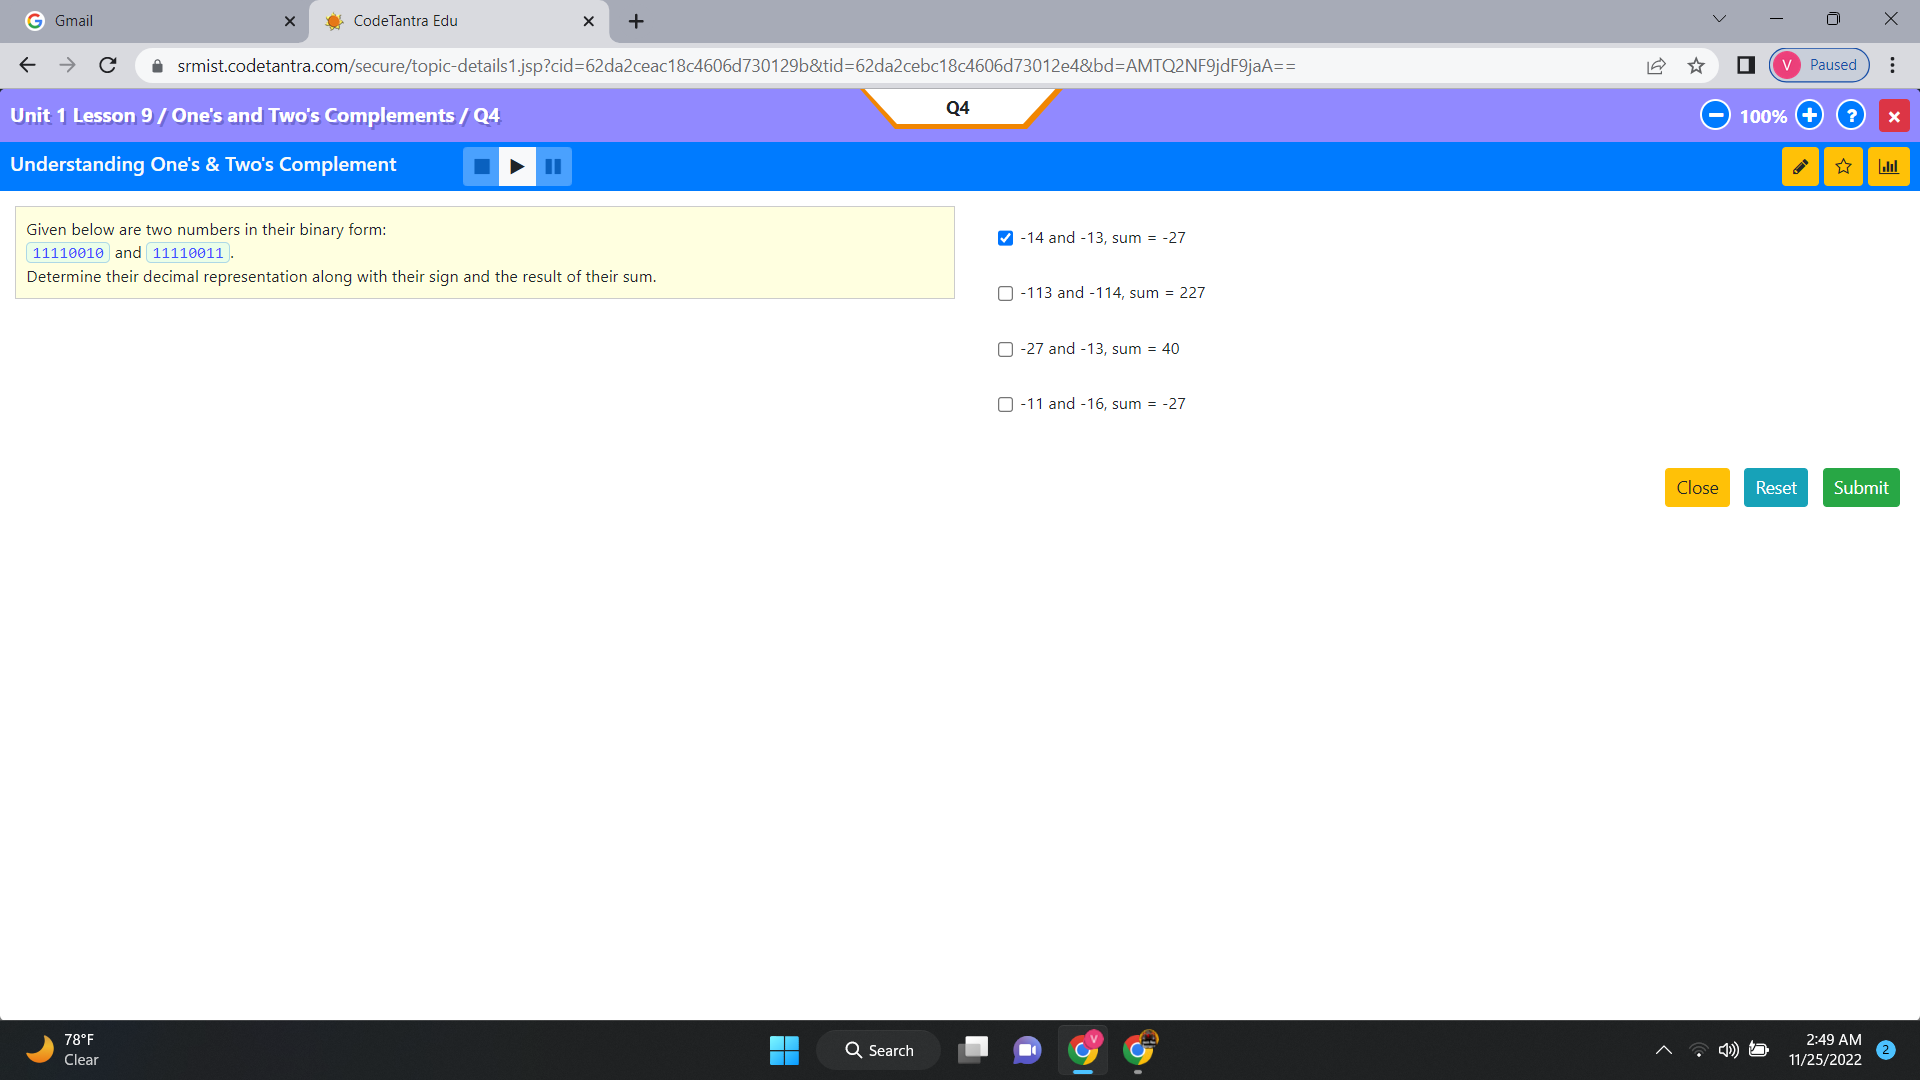 Gmail
CodeTantra Edu
srmist.codetantra.com/secure/topic-details1.jsp?cid=62da2ceac18c4606d730129b&tid=62da2cebc18c4606d73012e4&bd=AMTQ2NF9jdF9jaA==
V Paused
Unit 1 Lesson 9 / One's and Two's Complements / Q4
Q4
100%
?
Understanding One's & Two's Complement
Given below are two numbers in their binary form:
11110010 and 11110011.
Determine their decimal representation along with their sign and the result of their sum.
-14 and -13, sum = -27
-113 and -114, sum = 227
-27 and -13, sum = 40
-11 and -16, sum = -27
Close Reset Submit
78°F
Clear
Search
V
2:49 AM
11/25/2022
2